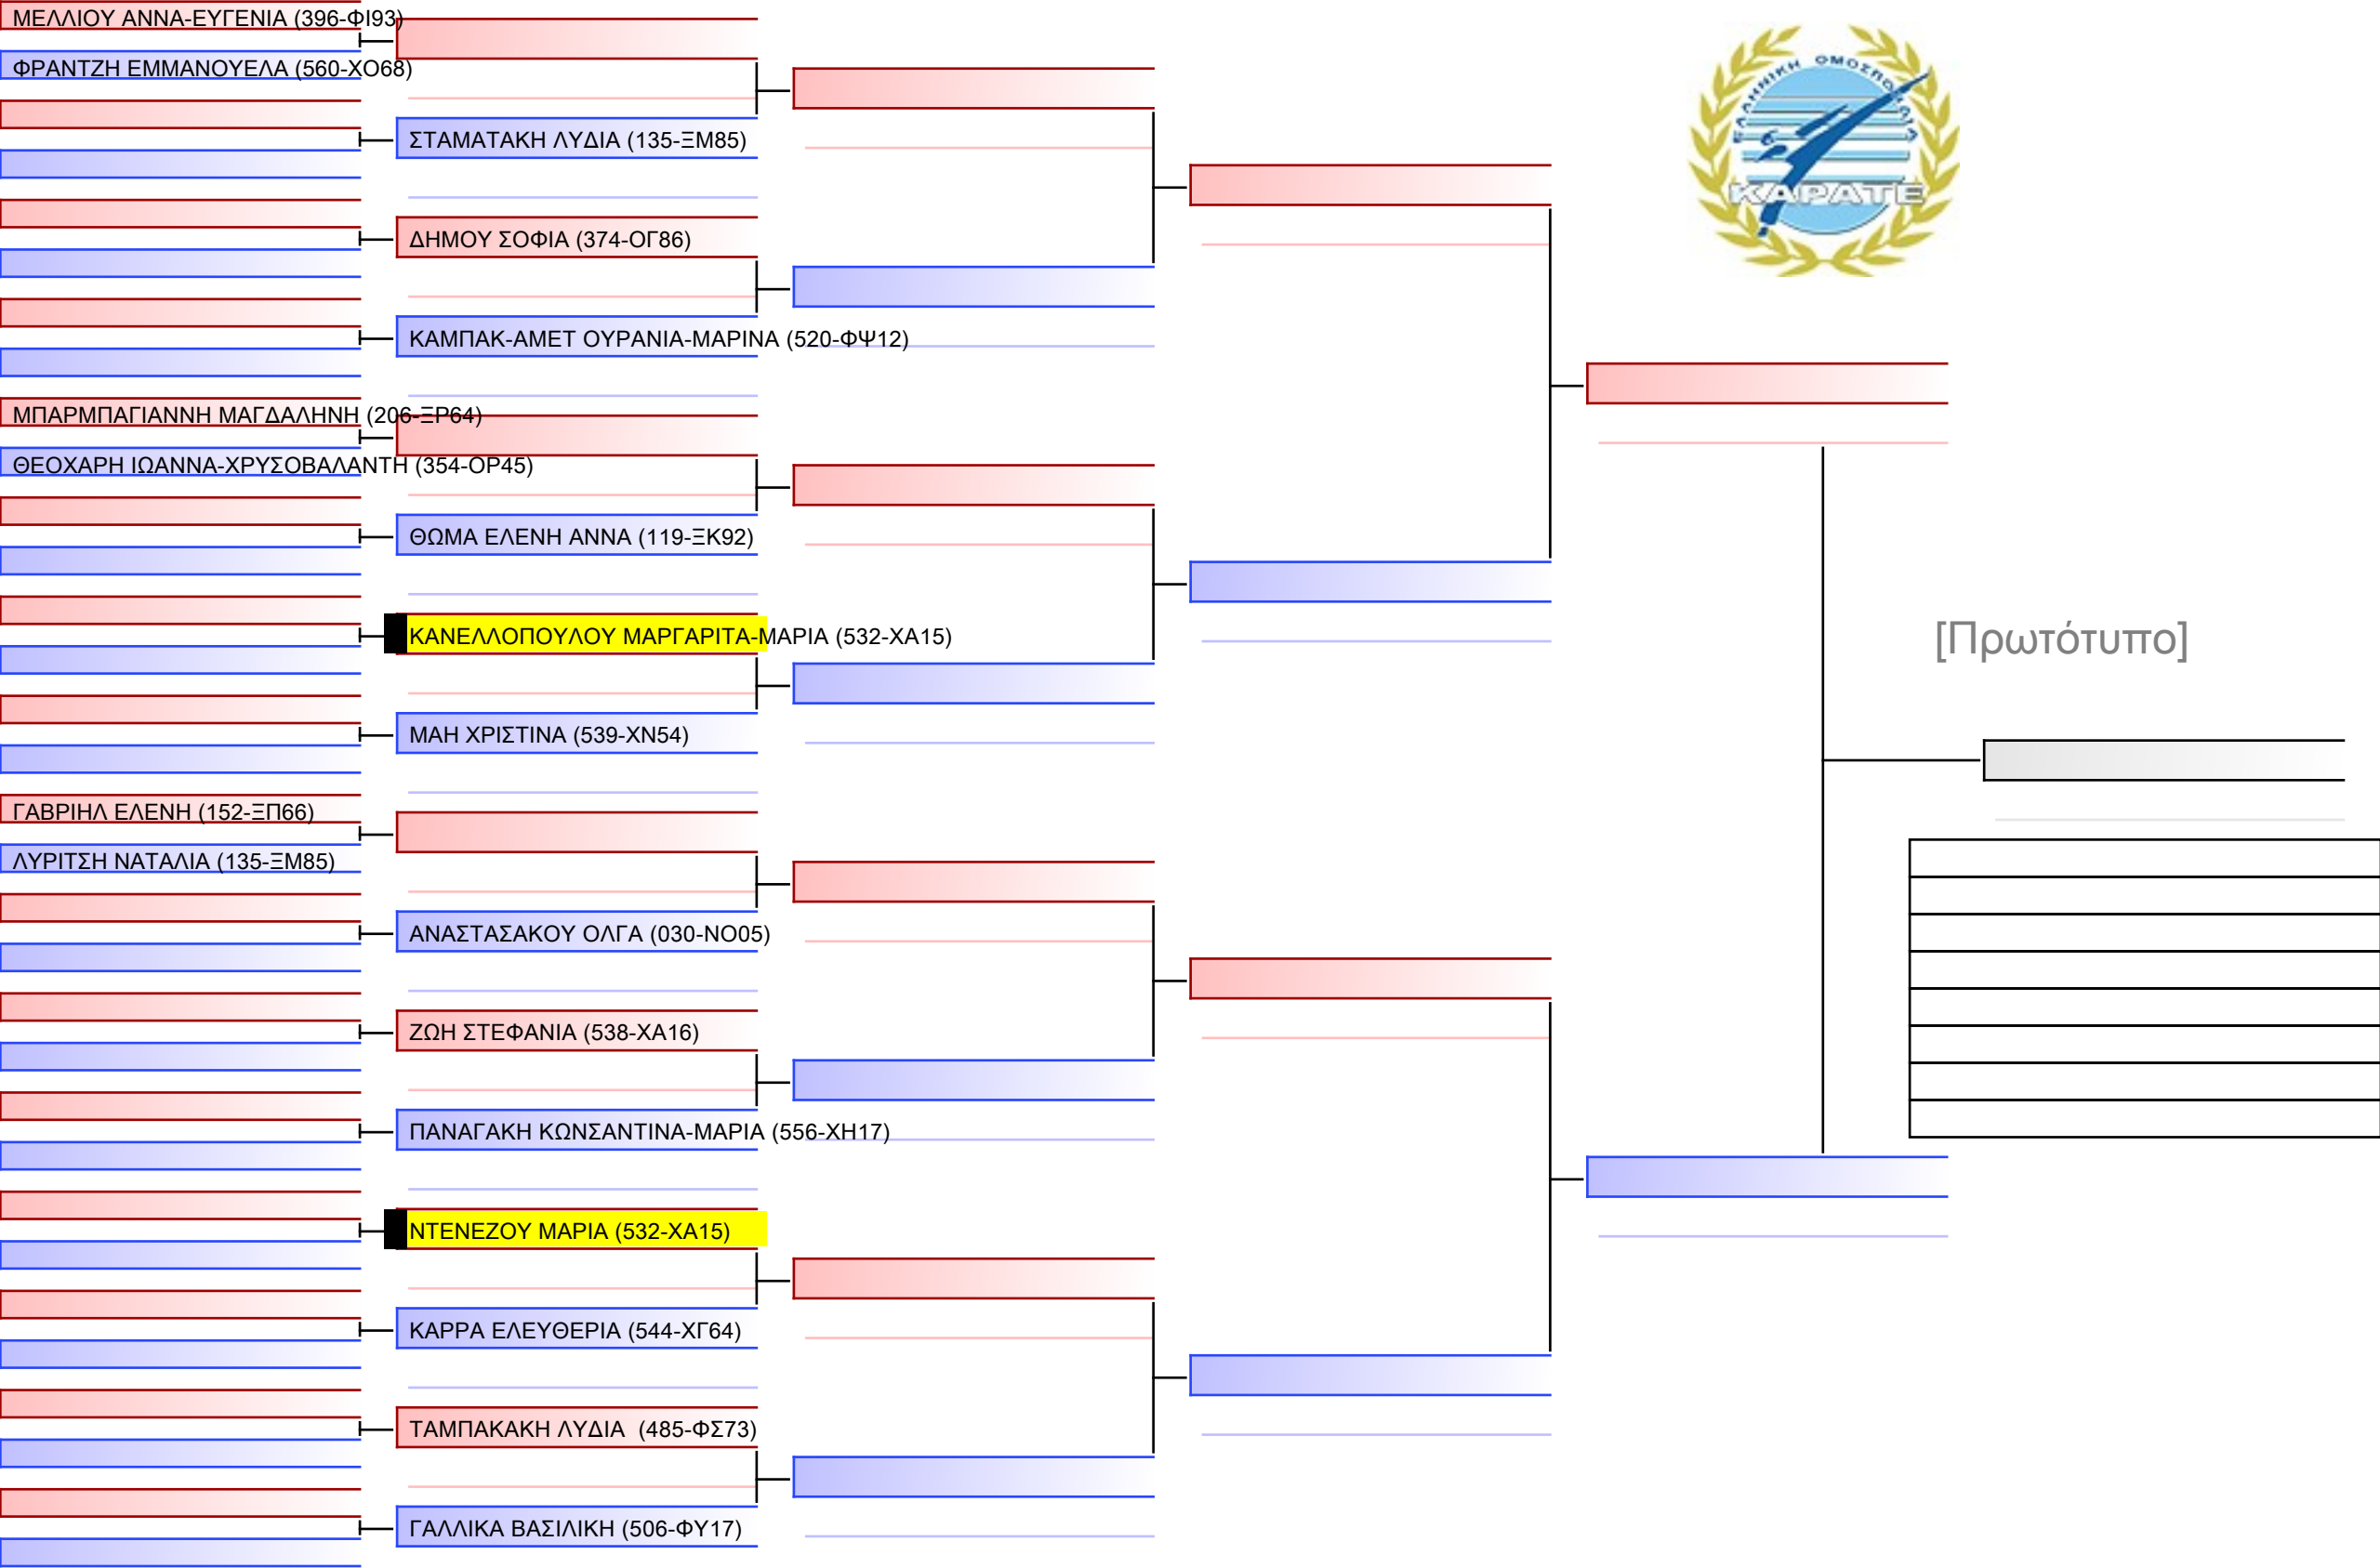 ΜΕΛΛΙΟΥ ΑΝΝΑ-ΕΥΓΕΝΙΑ (396-ΦΙ93)
ΦΡΑΝΤΖΗ ΕΜΜΑΝΟΥΕΛΑ (560-ΧΟ68)
ΣΤΑΜΑΤΑΚΗ ΛΥΔΙΑ (135-ΞΜ85)
ΔΗΜΟΥ ΣΟΦΙΑ (374-ΟΓ86)
ΚΑΜΠΑΚ-ΑΜΕΤ ΟΥΡΑΝΙΑ-ΜΑΡΙΝΑ (520-ΦΨ12)
ΜΠΑΡΜΠΑΓΙΑΝΝΗ ΜΑΓΔΑΛΗΝΗ (206-ΞΡ64)
ΘΕΟΧΑΡΗ ΙΩΑΝΝΑ-ΧΡΥΣΟΒΑΛΑΝΤΗ (354-ΟΡ45)
ΘΩΜΑ ΕΛΕΝΗ ΑΝΝΑ (119-ΞΚ92)
ΚΑΝΕΛΛΟΠΟΥΛΟΥ ΜΑΡΓΑΡΙΤΑ-ΜΑΡΙΑ (532-ΧΑ15)
ΜΑΗ ΧΡΙΣΤΙΝΑ (539-ΧΝ54)
ΓΑΒΡΙΗΛ ΕΛΕΝΗ (152-ΞΠ66)
ΛΥΡΙΤΣΗ ΝΑΤΑΛΙΑ (135-ΞΜ85)
ΑΝΑΣΤΑΣΑΚΟΥ ΟΛΓΑ (030-ΝΟ05)
ΖΩΗ ΣΤΕΦΑΝΙΑ (538-ΧΑ16)
ΠΑΝΑΓΑΚΗ ΚΩΝΣΑΝΤΙΝΑ-ΜΑΡΙΑ (556-ΧΗ17)
ΝΤΕΝΕΖΟΥ ΜΑΡΙΑ (532-ΧΑ15)
ΚΑΡΡΑ ΕΛΕΥΘΕΡΙΑ (544-ΧΓ64)
ΤΑΜΠΑΚΑΚΗ ΛΥΔΙΑ (485-ΦΣ73)
ΓΑΛΛΙΚΑ ΒΑΣΙΛΙΚΗ (506-ΦΥ17)
ΕΛΛΗΝΙΚΗ ΟΜΟΣΠΟΝΔΙΑ
ΚΑΡΑΤΕ
[Πρωτότυπο]